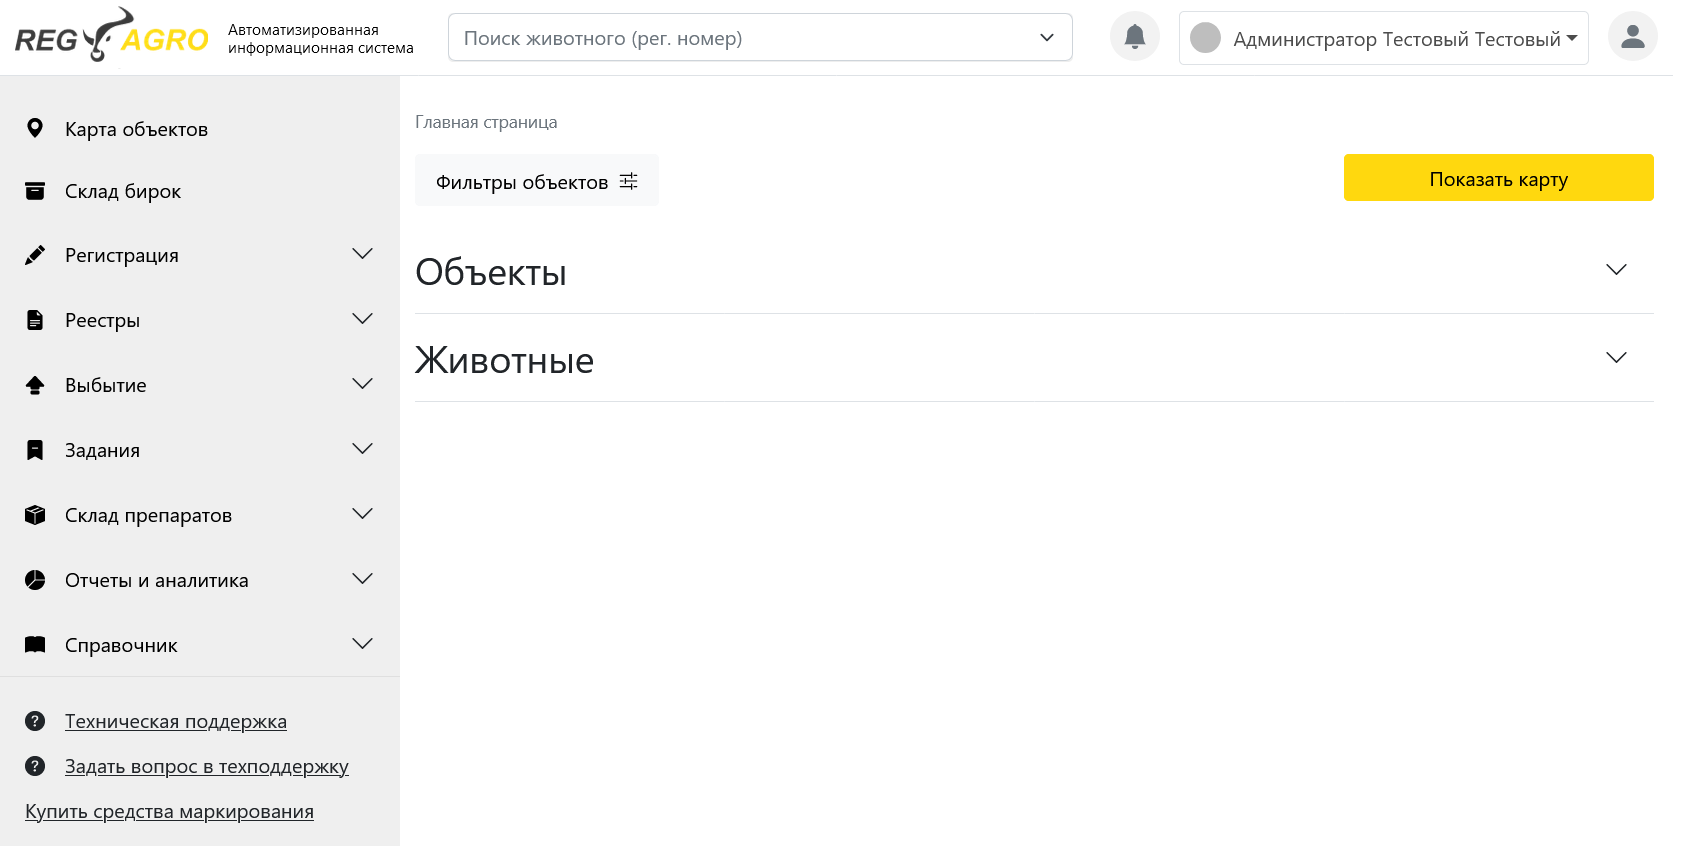 REG AGRO
Автоматизированная
информационная система
Поиск животного (рег. номер)
Администратор Тестовый Тестовый
Карта объектов
Склад бирок
Регистрация
Реестры
Выбытие
Задания
Склад препаратов
Отчеты и аналитика
Справочник
Техническая поддержка
Задать вопрос в техподдержку
Купить средства маркирования
Главная страница
Фильтры объектов
Показать карту
Объекты
Животные